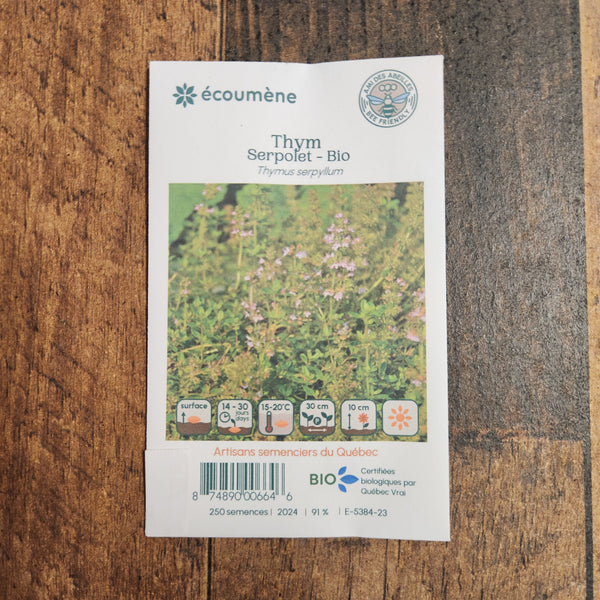 écoumène
AMI DES ABEILLES
BEE FRIENDLY
Thym
Serpolet - Bio
Thymus serpyllum
surface
14 - 30
jours
days
15-20°C
30 cm
P
10 cm
Artisans semenciers du Québec
8 74890 00664 6
BIO
Certifiées
biologiques par
Québec Vrai
250 semences | 2024 | 91 % | E-5384-23